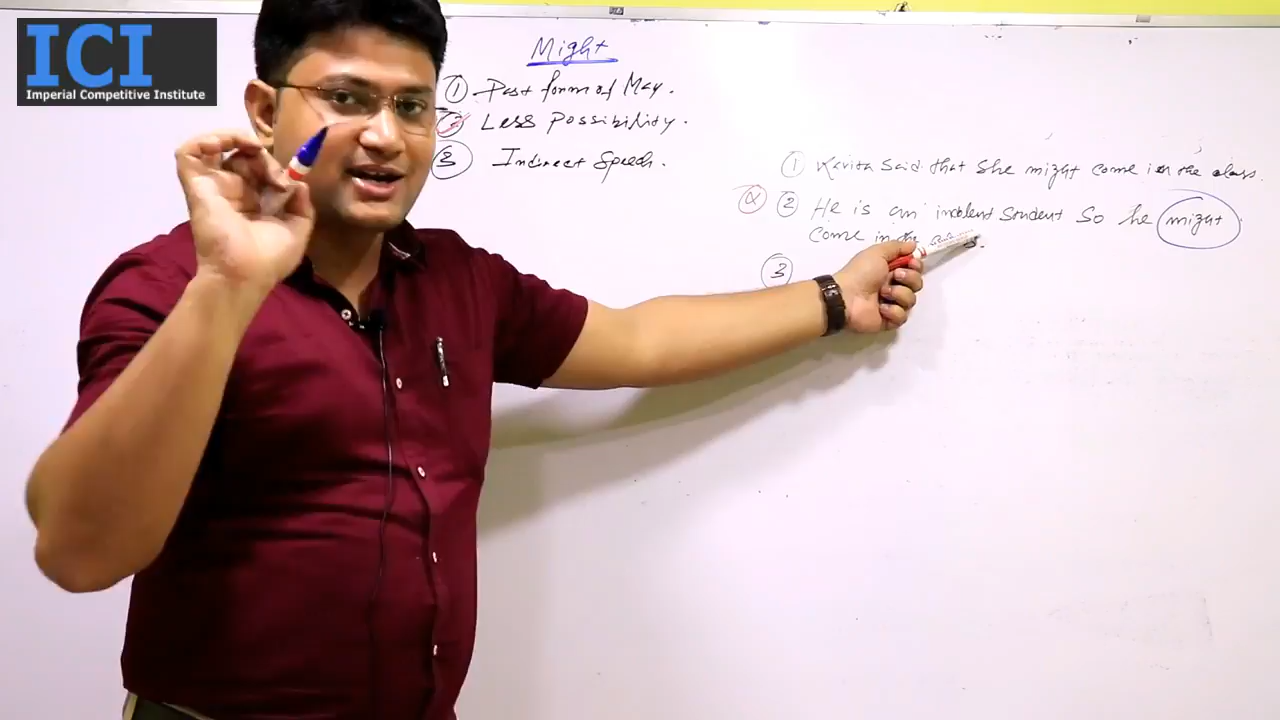 ICI
Imperial Competitive Institute
Might
① Past form of May.
② Less Possibility.
③ Indirect Speech.
① Kavita said that She might come in the class.
② He is an indolent Student So he might
come in the
③